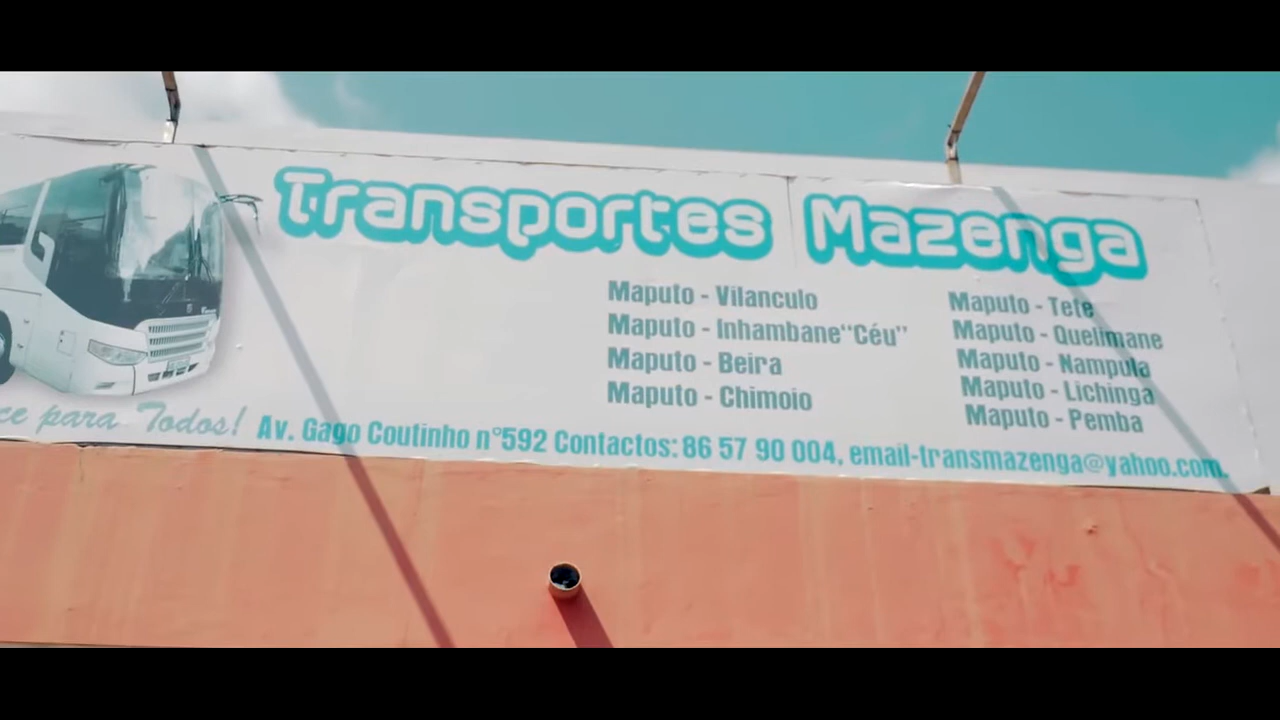 Transportes Mazenga
Maputo - Vilanculo
Maputo - Inhambane“Céu”
Maputo - Beira
Maputo - Chimoio
Maputo - Tete
Maputo - Quelimane
Maputo - Nampula
Maputo - Lichinga
Maputo - Pemba
para Todos!
Av. Gago Coutinho n°592 Contactos: 86 57 90 004, email-transmazenga@yahoo.com.